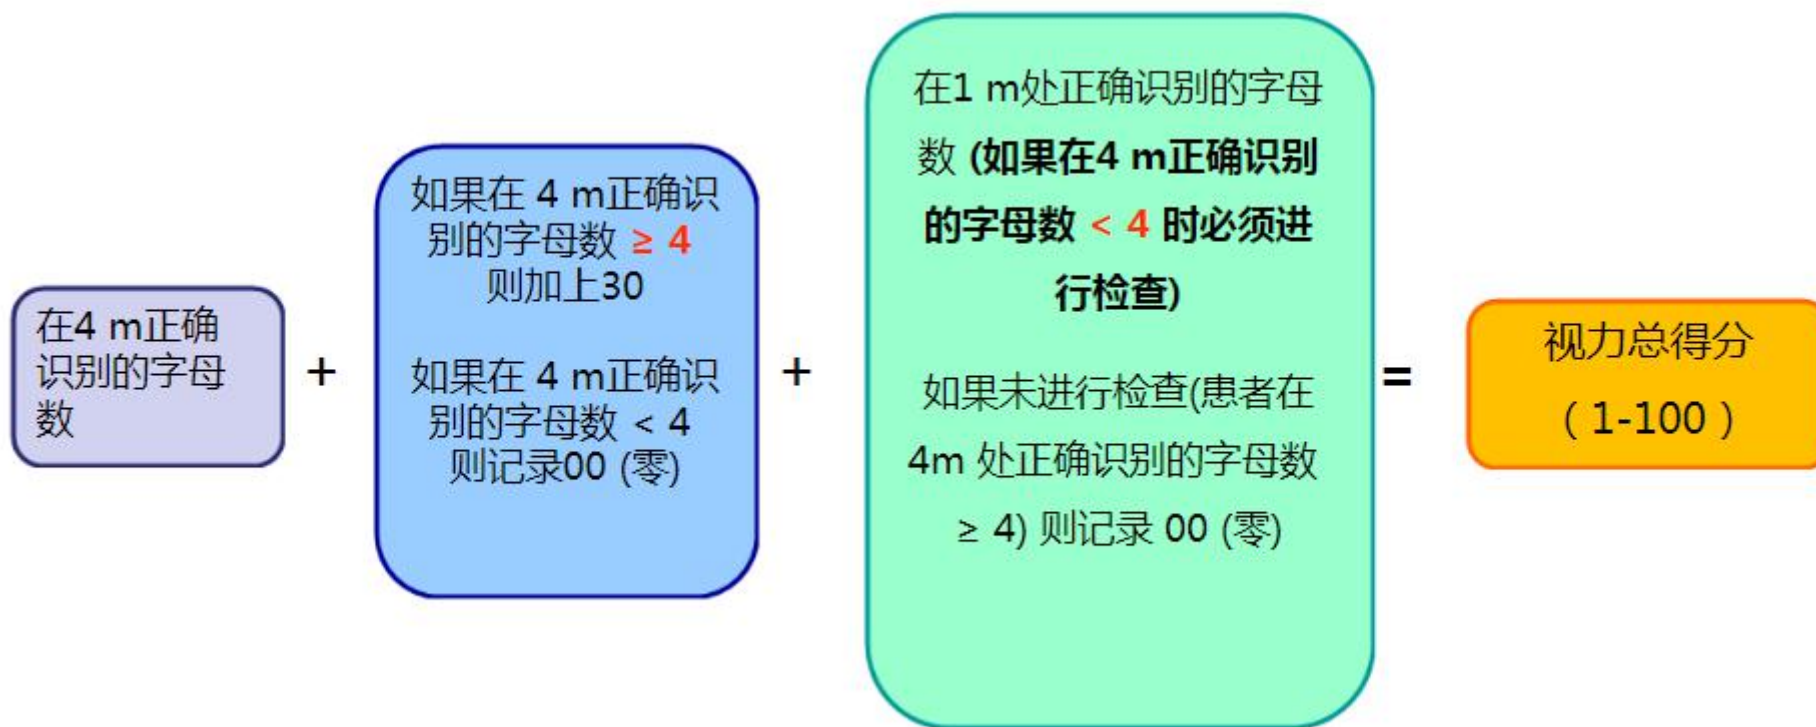 在4 m正确
识别的字母
数
+
如果在 4 m正确识
别的字母数 ≥ 4
则加上30
如果在 4 m正确识
别的字母数 < 4
则记录00 (零)
+
在1 m处正确识别的字母
数 (如果在4 m正确识别
的字母数 < 4 时必须进
行检查)
如果未进行检查(患者在
4m 处正确识别的字母数
≥ 4) 则记录 00 (零)
=
视力总得分
（1-100）